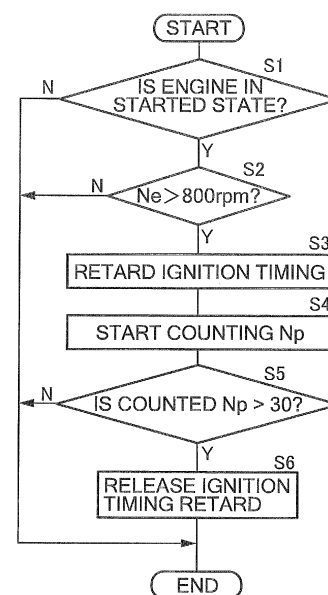 START
S1
N
IS ENGINE IN
STARTED STATE?
Y
S2
N
Ne>800rpm?
Y
S3
RETARD IGNITION TIMING
S4
START COUNTING Np
S5
N
IS COUNTED Np > 30?
Y
S6
RELEASE IGNITION
TIMING RETARD
END